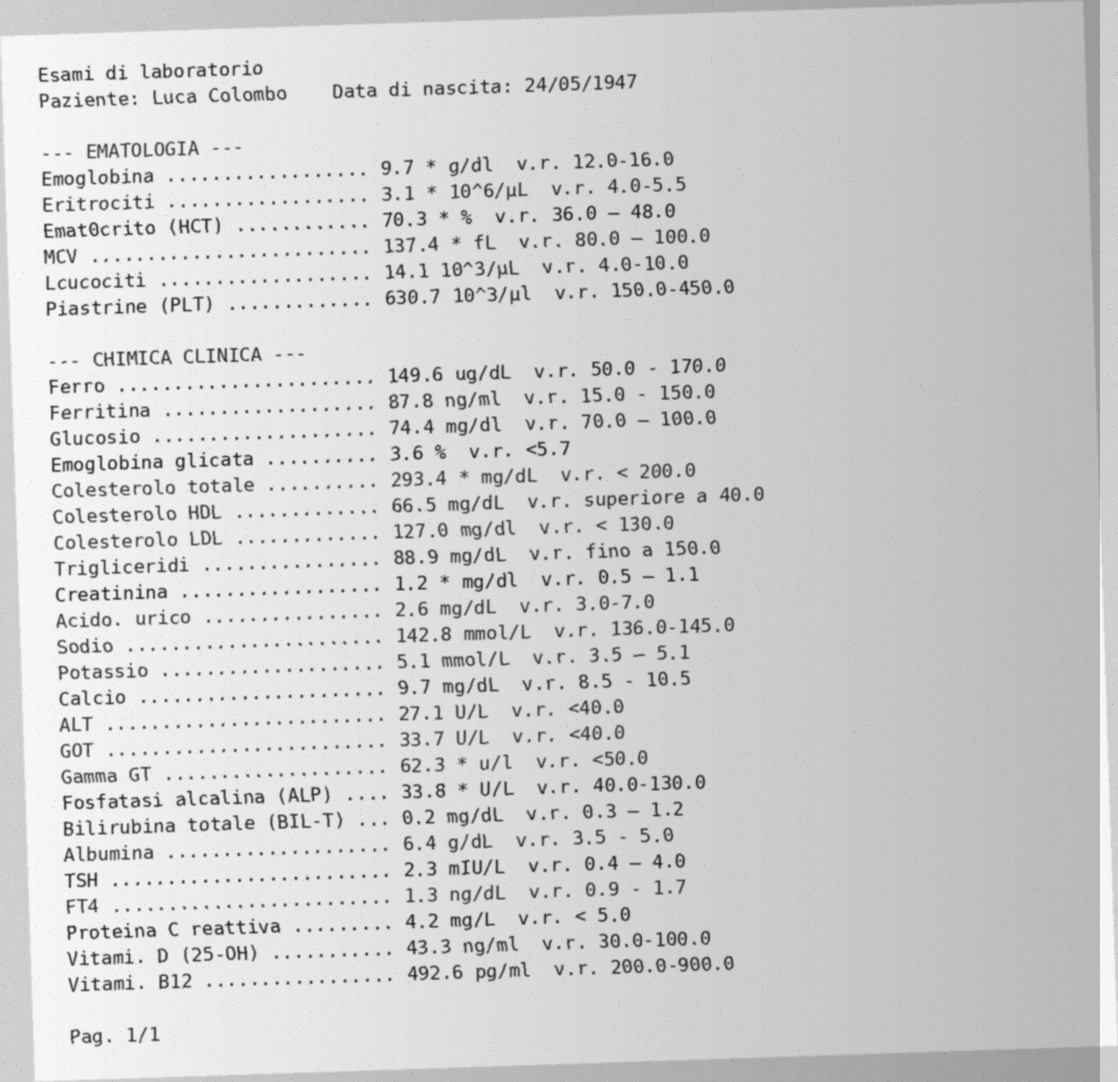 Esami di laboratorio
Paziente: Luca Colombo    Data di nascita: 24/05/1947

--- EMATOLOGIA ---
Emoglobina .................. 9.7 * g/dl  v.r. 12.0-16.0
Eritrociti .................. 3.1 * 10^6/µL  v.r. 4.0-5.5
Emat0crito (HCT) ............ 70.3 * %  v.r. 36.0 – 48.0
MCV ......................... 137.4 * fL  v.r. 80.0 – 100.0
Lcucociti ................... 14.1 10^3/µL  v.r. 4.0-10.0
Piastrine (PLT) ............. 630.7 10^3/µl  v.r. 150.0-450.0

--- CHIMICA CLINICA ---
Ferro ....................... 149.6 ug/dL  v.r. 50.0 - 170.0
Ferritina ................... 87.8 ng/ml  v.r. 15.0 - 150.0
Glucosio .................... 74.4 mg/dl  v.r. 70.0 – 100.0
Emoglobina glicata .......... 3.6 %  v.r. <5.7
Colesterolo totale .......... 293.4 * mg/dL  v.r. < 200.0
Colesterolo HDL ............. 66.5 mg/dL  v.r. superiore a 40.0
Colesterolo LDL ............. 127.0 mg/dl  v.r. < 130.0
Trigliceridi ................ 88.9 mg/dL  v.r. fino a 150.0
Creatinina .................. 1.2 * mg/dl  v.r. 0.5 – 1.1
Acido. urico ................ 2.6 mg/dL  v.r. 3.0-7.0
Sodio ....................... 142.8 mmol/L  v.r. 136.0-145.0
Potassio .................... 5.1 mmol/L  v.r. 3.5 – 5.1
Calcio ...................... 9.7 mg/dL  v.r. 8.5 - 10.5
ALT ......................... 27.1 U/L  v.r. <40.0
GOT ......................... 33.7 U/L  v.r. <40.0
Gamma GT .................... 62.3 * u/l  v.r. <50.0
Fosfatasi alcalina (ALP) .... 33.8 * U/L  v.r. 40.0-130.0
Bilirubina totale (BIL-T) ... 0.2 mg/dL  v.r. 0.3 – 1.2
Albumina .................... 6.4 g/dL  v.r. 3.5 - 5.0
TSH ......................... 2.3 mIU/L  v.r. 0.4 – 4.0
FT4 ......................... 1.3 ng/dL  v.r. 0.9 - 1.7
Proteina C reattiva ......... 4.2 mg/L  v.r. < 5.0
Vitami. D (25-OH) ........... 43.3 ng/ml  v.r. 30.0-100.0
Vitami. B12 ................. 492.6 pg/ml  v.r. 200.0-900.0

Pag. 1/1